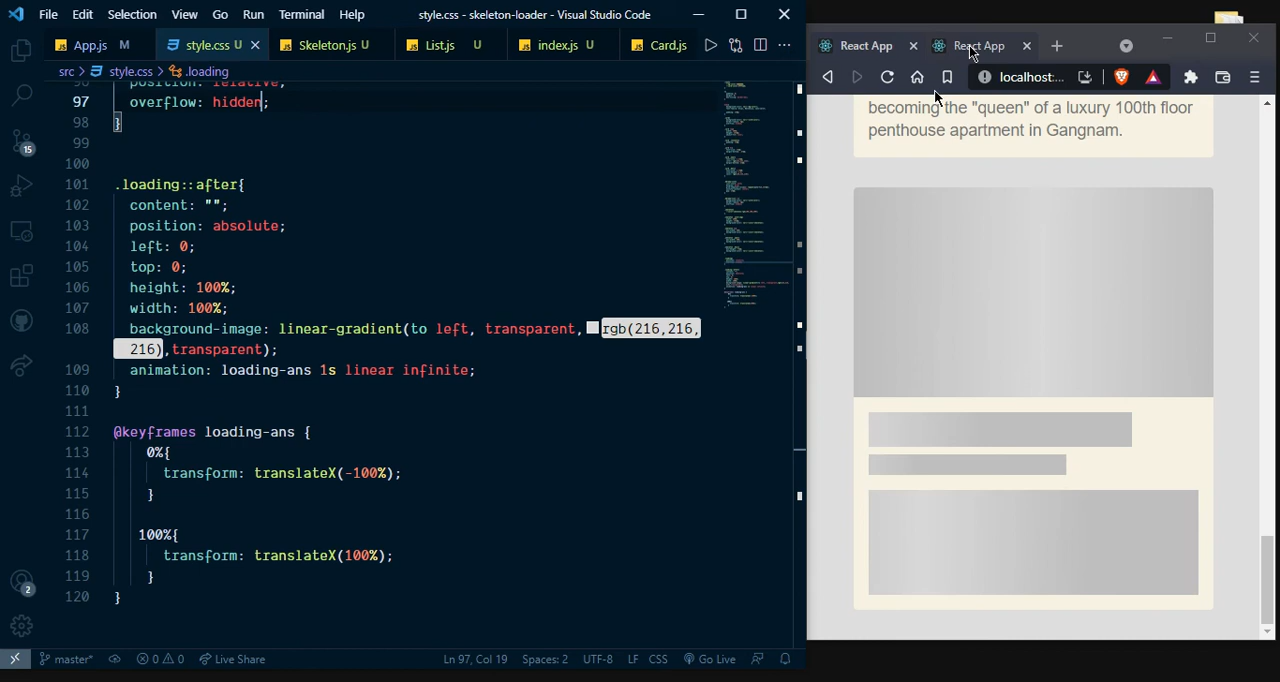 File Edit Selection View Go Run Terminal Help style.css - skeleton-loader - Visual Studio Code
App.js M style.css U Skeleton.js U List.js U index.js U Card.js
src > style.css > .loading
96 position: relative;
97 overflow: hidden;
98 }
99
100
101 .loading::after{
102 content: "";
103 position: absolute;
104 left: 0;
105 top: 0;
106 height: 100%;
107 width: 100%;
108 background-image: linear-gradient(to left, transparent, rgb(216,216,
216),transparent);
109 animation: loading-ans 1s linear infinite;
110 }
111
112 @keyframes loading-ans {
113 0%{
114 transform: translateX(-100%);
115 }
116
117 100%{
118 transform: translateX(100%);
119 }
120 }
15
2
master* 0 0 Live Share Ln 97, Col 19 Spaces: 2 UTF-8 LF CSS Go Live
React App React App
localhost:...
becoming the "queen" of a luxury 100th floor
penthouse apartment in Gangnam.